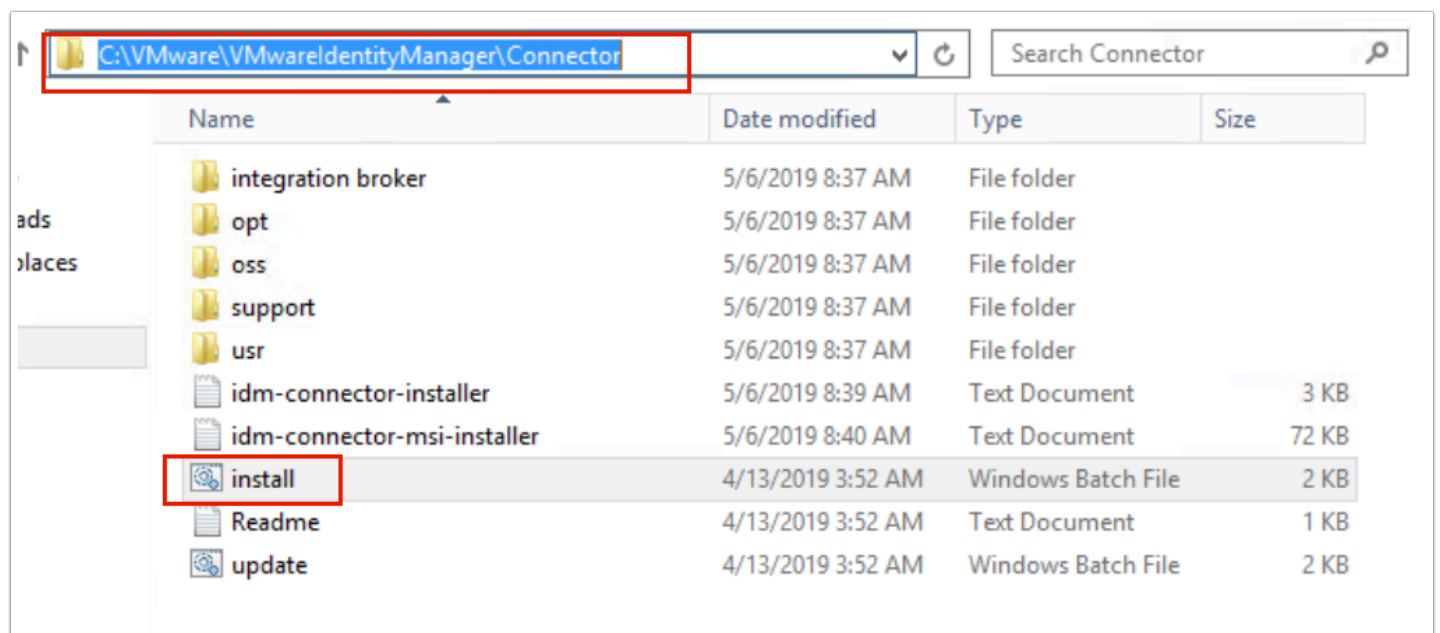 C:\VMware\VMwareIdentityManager\Connector Search Connector
Name Date modified Type Size
integration broker 5/6/2019 8:37 AM File folder
ads opt 5/6/2019 8:37 AM File folder
places oss 5/6/2019 8:37 AM File folder
support 5/6/2019 8:37 AM File folder
usr 5/6/2019 8:37 AM File folder
idm-connector-installer 5/6/2019 8:39 AM Text Document 3 KB
idm-connector-msi-installer 5/6/2019 8:40 AM Text Document 72 KB
install 4/13/2019 3:52 AM Windows Batch File 2 KB
Readme 4/13/2019 3:52 AM Text Document 1 KB
update 4/13/2019 3:52 AM Windows Batch File 2 KB